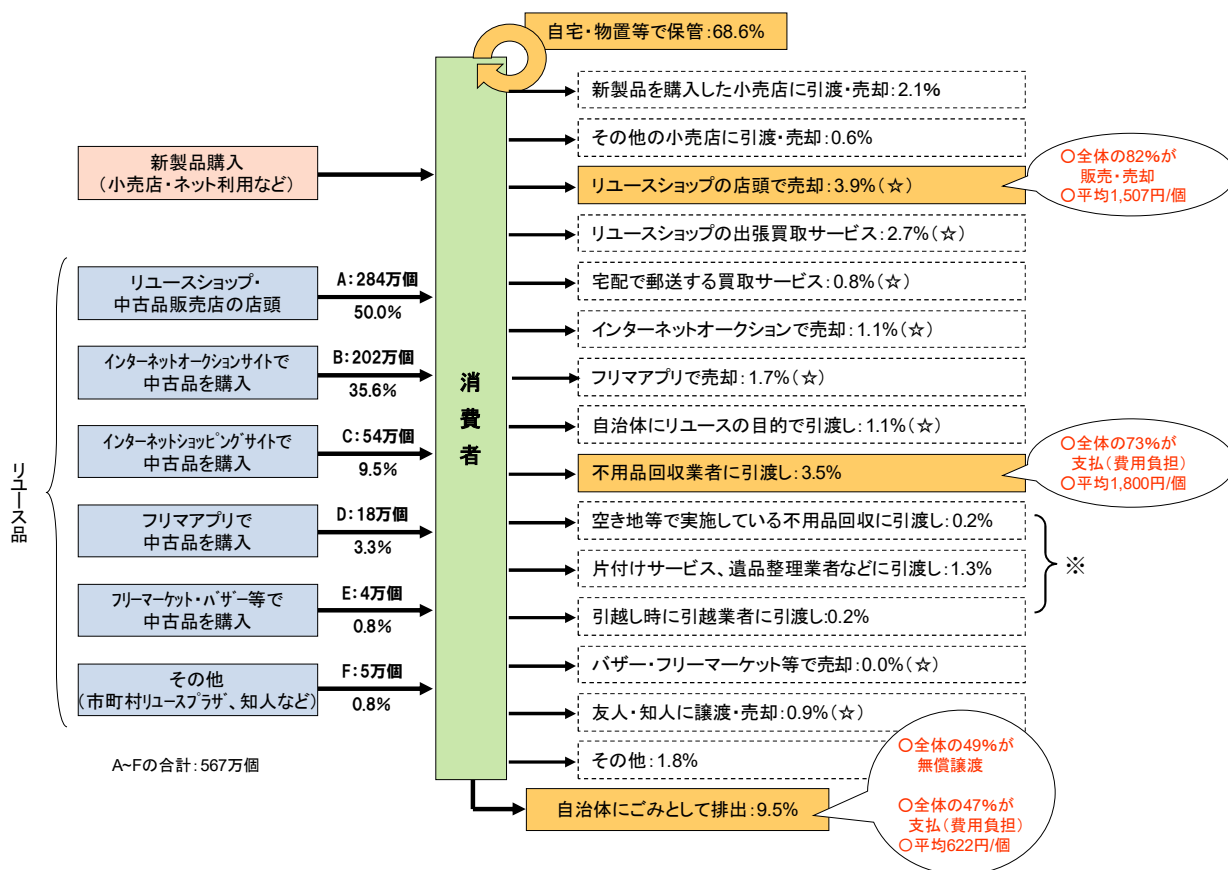 自宅・物置等で保管:68.6%
新製品を購入した小売店に引渡・売却:2.1%
その他の小売店に引渡・売却:0.6%
リユースショップの店頭で売却:3.9%(☆)
○全体の82%が
販売・売却
○平均1,507円/個
リユースショップの出張買取サービス:2.7%(☆)
宅配で郵送する買取サービス:0.8%(☆)
インターネットオークションで売却:1.1%(☆)
フリマアプリで売却:1.7%(☆)
自治体にリユースの目的で引渡し:1.1%(☆)
不用品回収業者に引渡し:3.5%
○全体の73%が
支払(費用負担)
○平均1,800円/個
空き地等で実施している不用品回収に引渡し:0.2%
片付けサービス、遺品整理業者などに引渡し:1.3%
引越し時に引越業者に引渡し:0.2%
※
バザー・フリーマーケット等で売却:0.0%(☆)
友人・知人に譲渡・売却:0.9%(☆)
その他:1.8%
自治体にごみとして排出:9.5%
○全体の49%が
無償譲渡
○全体の47%が
支払(費用負担)
○平均622円/個
消費者
新製品購入
(小売店・ネット利用など)
リユース品
リユースショップ・
中古品販売店の店頭
A:284万個
50.0%
インターネットオークションサイトで
中古品を購入
B:202万個
35.6%
インターネットショッピングサイトで
中古品を購入
C:54万個
9.5%
フリマアプリで
中古品を購入
D:18万個
3.3%
フリーマーケット・バザー等で
中古品を購入
E:4万個
0.8%
その他
(市町村リユースプラザ、知人など)
F:5万個
0.8%
A~Fの合計:567万個